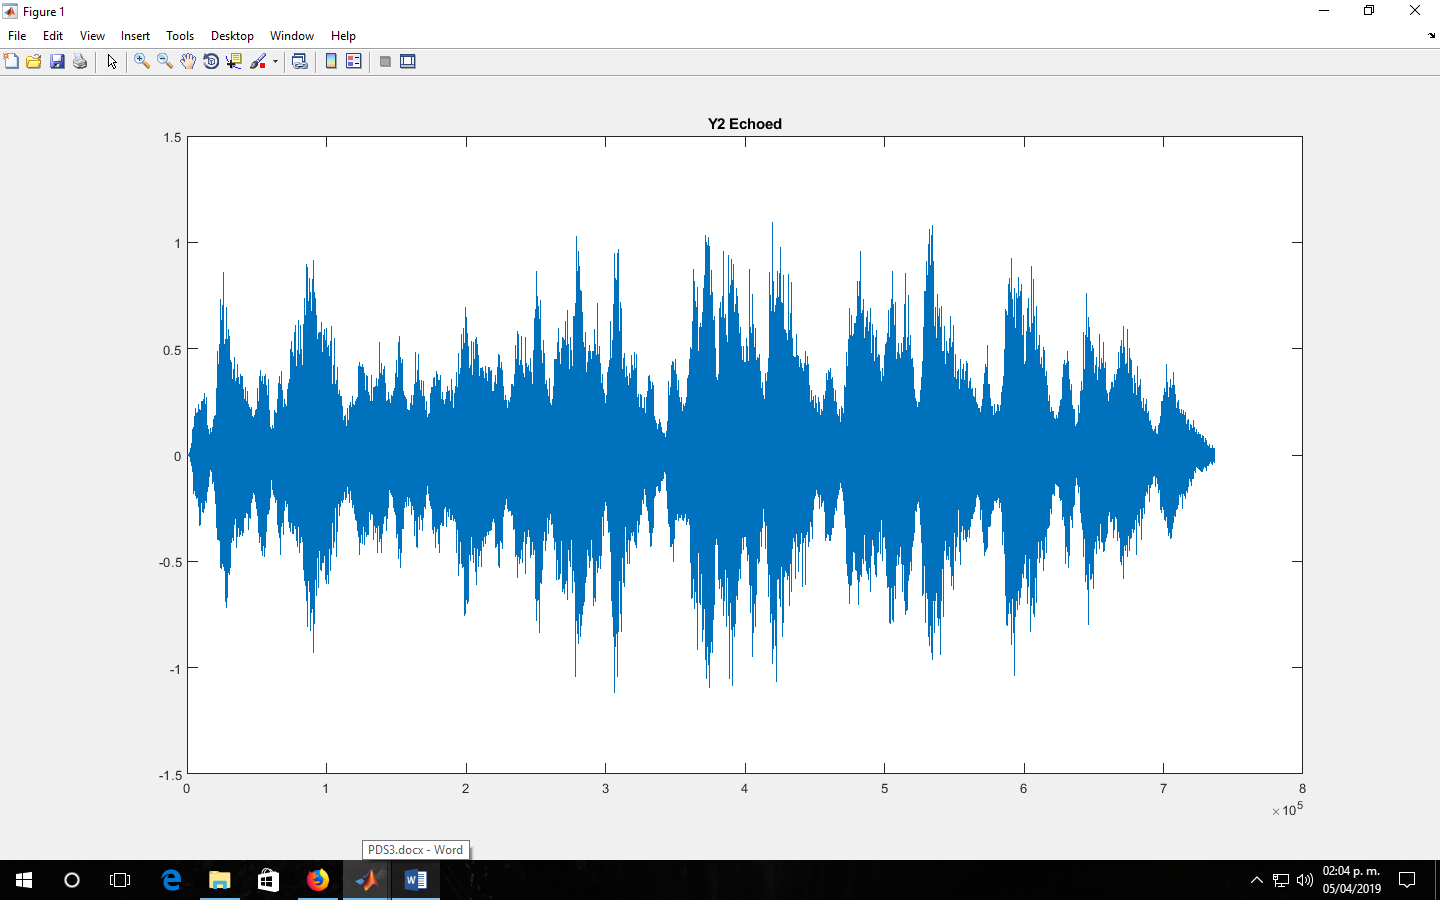 Figure 1
File Edit View Insert Tools Desktop Window Help
Y2 Echoed
1.5
1
0.5
0
-0.5
-1
-1.5
0 1 2 3 4 5 6 7 8
×10^5
PDS3.docx - Word
02:04 p. m.
05/04/2019